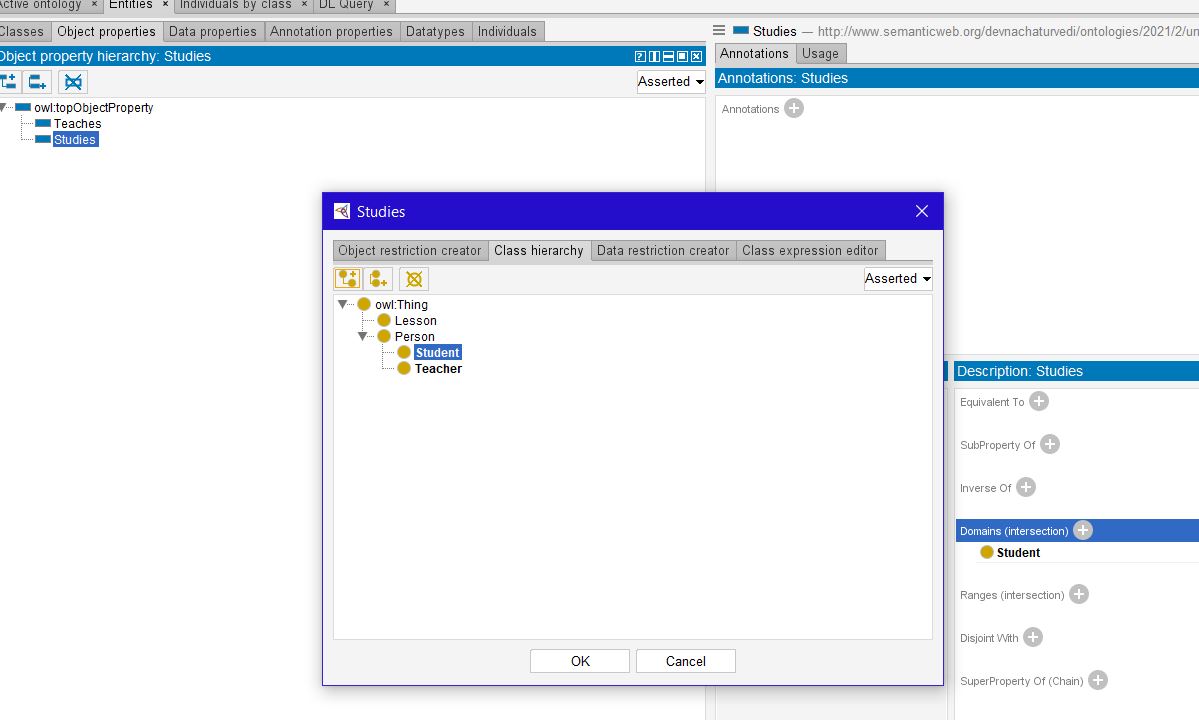 Active ontology × Entities × Individuals by class × DL Query ×
Classes Object properties Data properties Annotation properties Datatypes Individuals
Object property hierarchy: Studies
Asserted
owl:topObjectProperty
Teaches
Studies
Studies — http://www.semanticweb.org/devnachaturvedi/ontologies/2021/2/un
Annotations Usage
Annotations: Studies
Annotations
Studies
Object restriction creator Class hierarchy Data restriction creator Class expression editor
Asserted
owl:Thing
Lesson
Person
Student
Teacher
OK Cancel
Description: Studies
Equivalent To
SubProperty Of
Inverse Of
Domains (intersection)
Student
Ranges (intersection)
Disjoint With
SuperProperty Of (Chain)